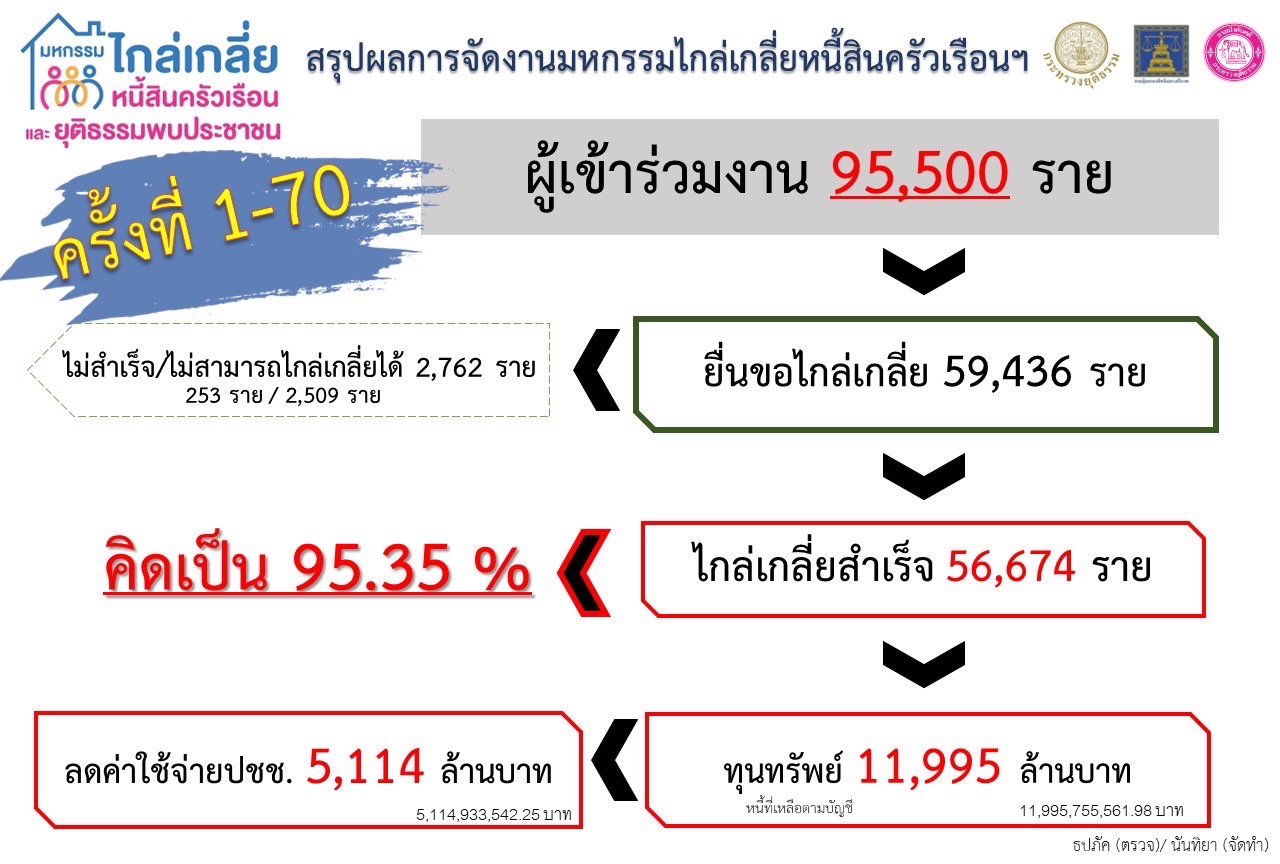 มหกรรม ไกล่เกลี่ย
หนี้สินครัวเรือน
และ ยุติธรรมพบประชาชน
สรุปผลการจัดงานมหกรรมไกล่เกลี่ยหนี้สินครัวเรือนฯ
กระทรวงยุติธรรม
ครั้งที่ 1-70
ผู้เข้าร่วมงาน 95,500 ราย
ยื่นขอไกล่เกลี่ย 59,436 ราย
ไม่สำเร็จ/ไม่สามารถไกล่เกลี่ยได้ 2,762 ราย
253 ราย / 2,509 ราย
ไกล่เกลี่ยสำเร็จ 56,674 ราย
คิดเป็น 95.35 %
ทุนทรัพย์ 11,995 ล้านบาท
หนี้ที่เหลือตามบัญชี 11,995,755,561.98 บาท
ลดค่าใช้จ่ายปชช. 5,114 ล้านบาท
5,114,933,542.25 บาท
ธปภัค (ตรวจ)/ นันทิยา (จัดทำ)